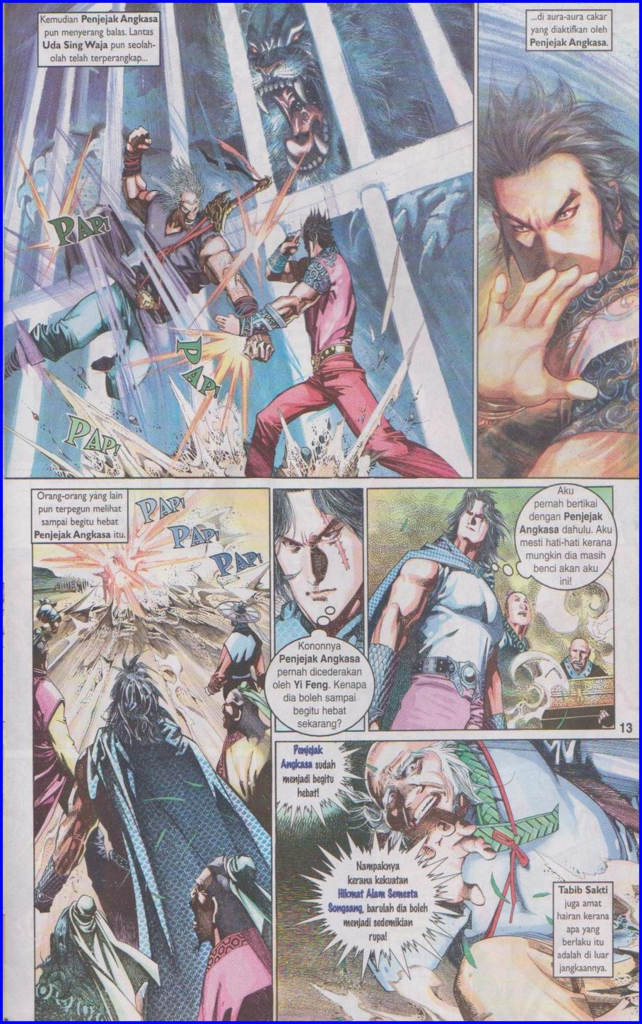 Kemudian Penjejak Angkasa
pun menyerang balas. Lantas
Uda Sing Waja pun seolah-
olah telah terperangkap...
...di aura-aura cakar
yang diaktifkan oleh
Penjejak Angkasa.
PAP!
PAP!
PAP!
PAP!
Orang-orang yang lain
pun terpegun melihat
sampai begitu hebat
Penjejak Angkasa itu.
PAP!
PAP!
PAP!
Kononnya
Penjejak Angkasa
pernah dicederakan
oleh Yi Feng. Kenapa
dia boleh sampai
begitu hebat
sekarang?
Aku
pernah bertikai
dengan Penjejak
Angkasa dahulu. Aku
mesti hati-hati kerana
mungkin dia masih
benci akan aku
ini!
13
Penjejak
Angkasa sudah
menjadi begitu
hebat!
Nampaknya
kerana kekuatan
Hikmat Alam Semesta
Songsang, barulah dia boleh
menjadi sedemikian
rupa!
Tabib Sakti
juga amat
hairan kerana
apa yang
berlaku itu
adalah di luar
jangkaannya.